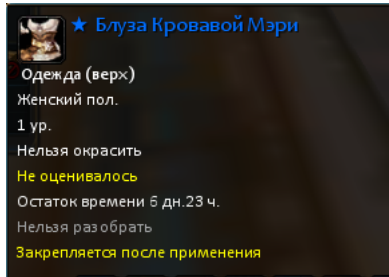 ★ Блуза Кровавой Мэри
Одежда (верх)
Женский пол.
1 ур.
Нельзя окрасить
Не оценивалось
Остаток времени 6 дн.23 ч.
Нельзя разобрать
Закрепляется после применения